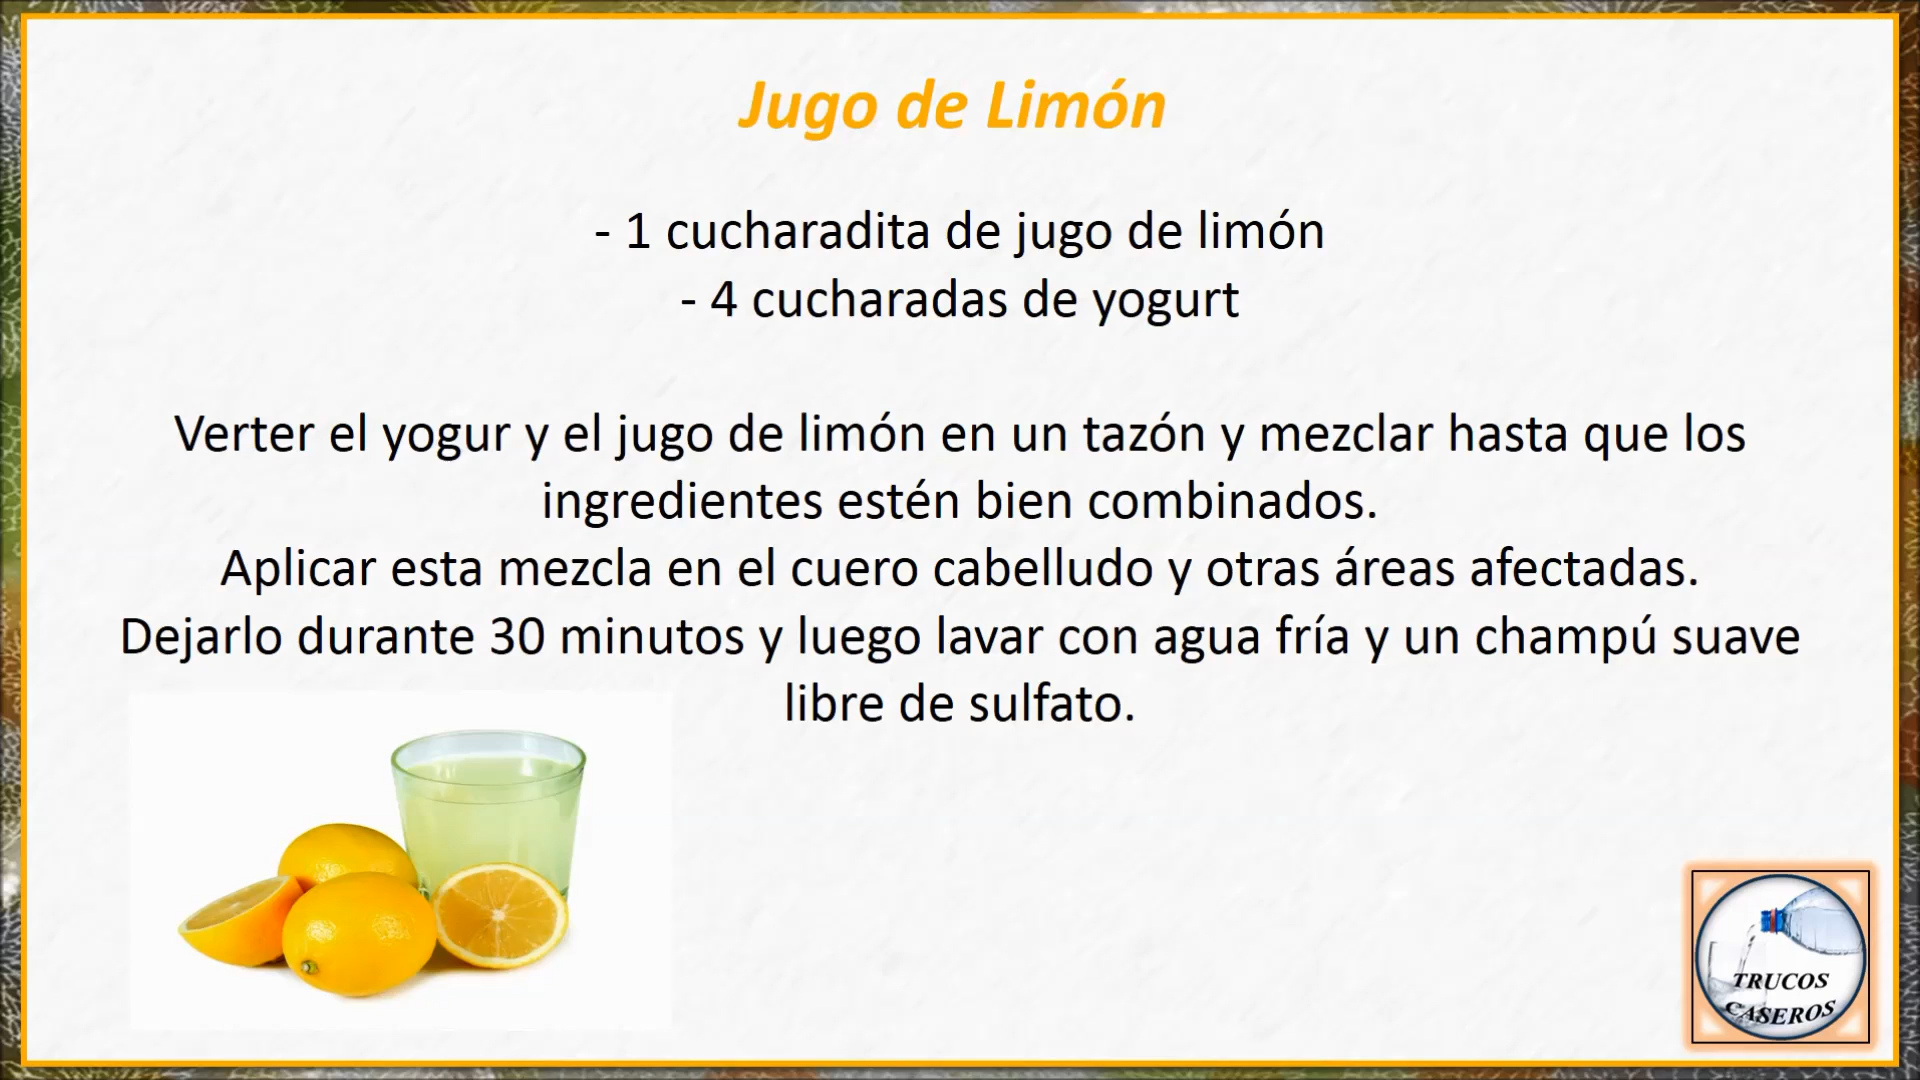 Jugo de Limón
- 1 cucharadita de jugo de limón
- 4 cucharadas de yogurt
Verter el yogur y el jugo de limón en un tazón y mezclar hasta que los
ingredientes estén bien combinados.
Aplicar esta mezcla en el cuero cabelludo y otras áreas afectadas.
Dejarlo durante 30 minutos y luego lavar con agua fría y un champú suave
libre de sulfato.
TRUCOS
CASEROS